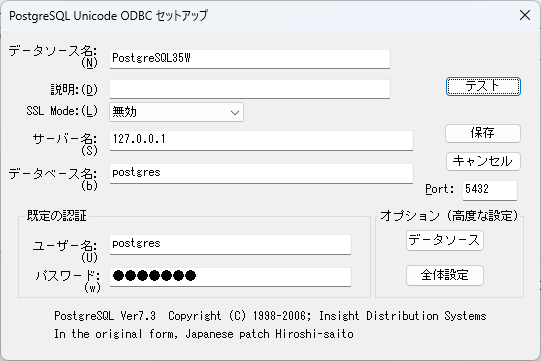 PostgreSQL Unicode ODBC セットアップ
データソース名:(N) PostgreSQL35W
説明:(D)
テスト
SSL Mode:(L) 無効
サーバー名:(S) 127.0.0.1
保存
キャンセル
データベース名:(b) postgres
Port: 5432
既定の認証
オプション (高度な設定)
ユーザー名:(U) postgres
データソース
パスワード:(w) ●●●●●●●
全体設定
PostgreSQL Ver7.3 Copyright (C) 1998-2006; Insight Distribution Systems
In the original form, Japanese patch Hiroshi-saito